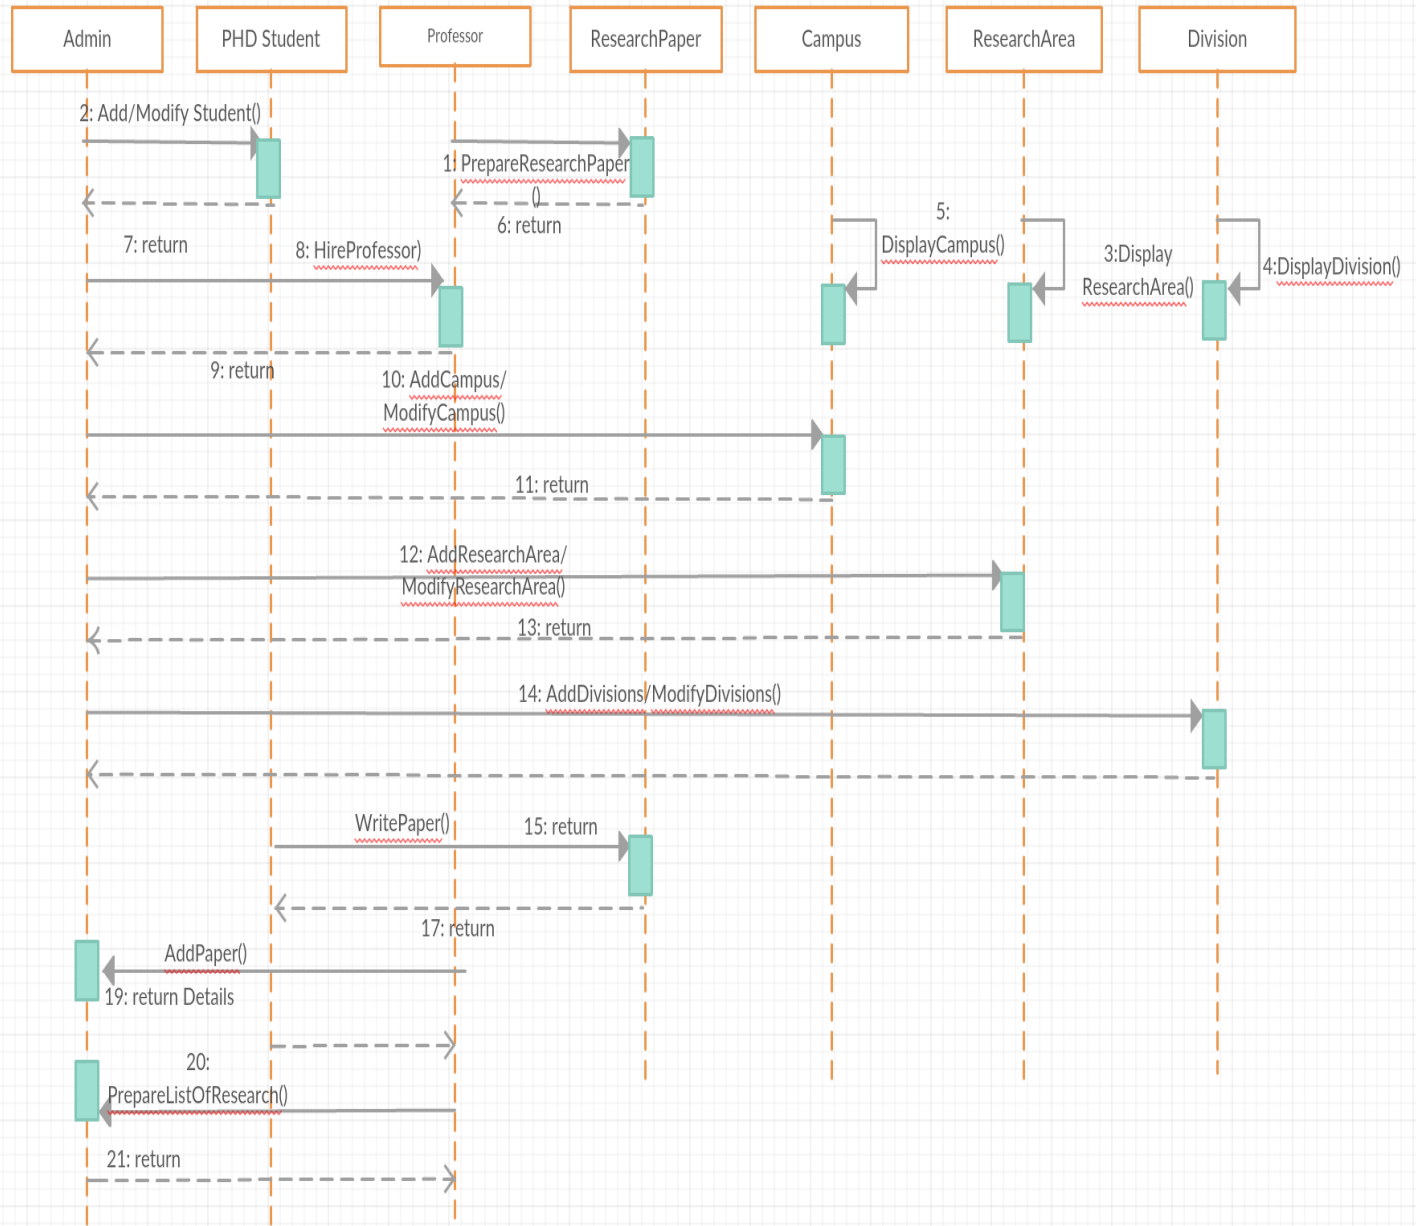 Admin
PHD Student
Professor
ResearchPaper
Campus
ResearchArea
Division
2: Add/Modify Student()
1: PrepareResearchPaper
()
6: return
5:
DisplayCampus()
3:Display
ResearchArea()
4:DisplayDivision()
7: return
8: HireProfessor)
9: return
10: AddCampus/
ModifyCampus()
11: return
12: AddResearchArea/
ModifyResearchArea()
13: return
14: AddDivisions/ModifyDivisions()
WritePaper()
15: return
17: return
AddPaper()
19: return Details
20:
PrepareListOfResearch()
21: return